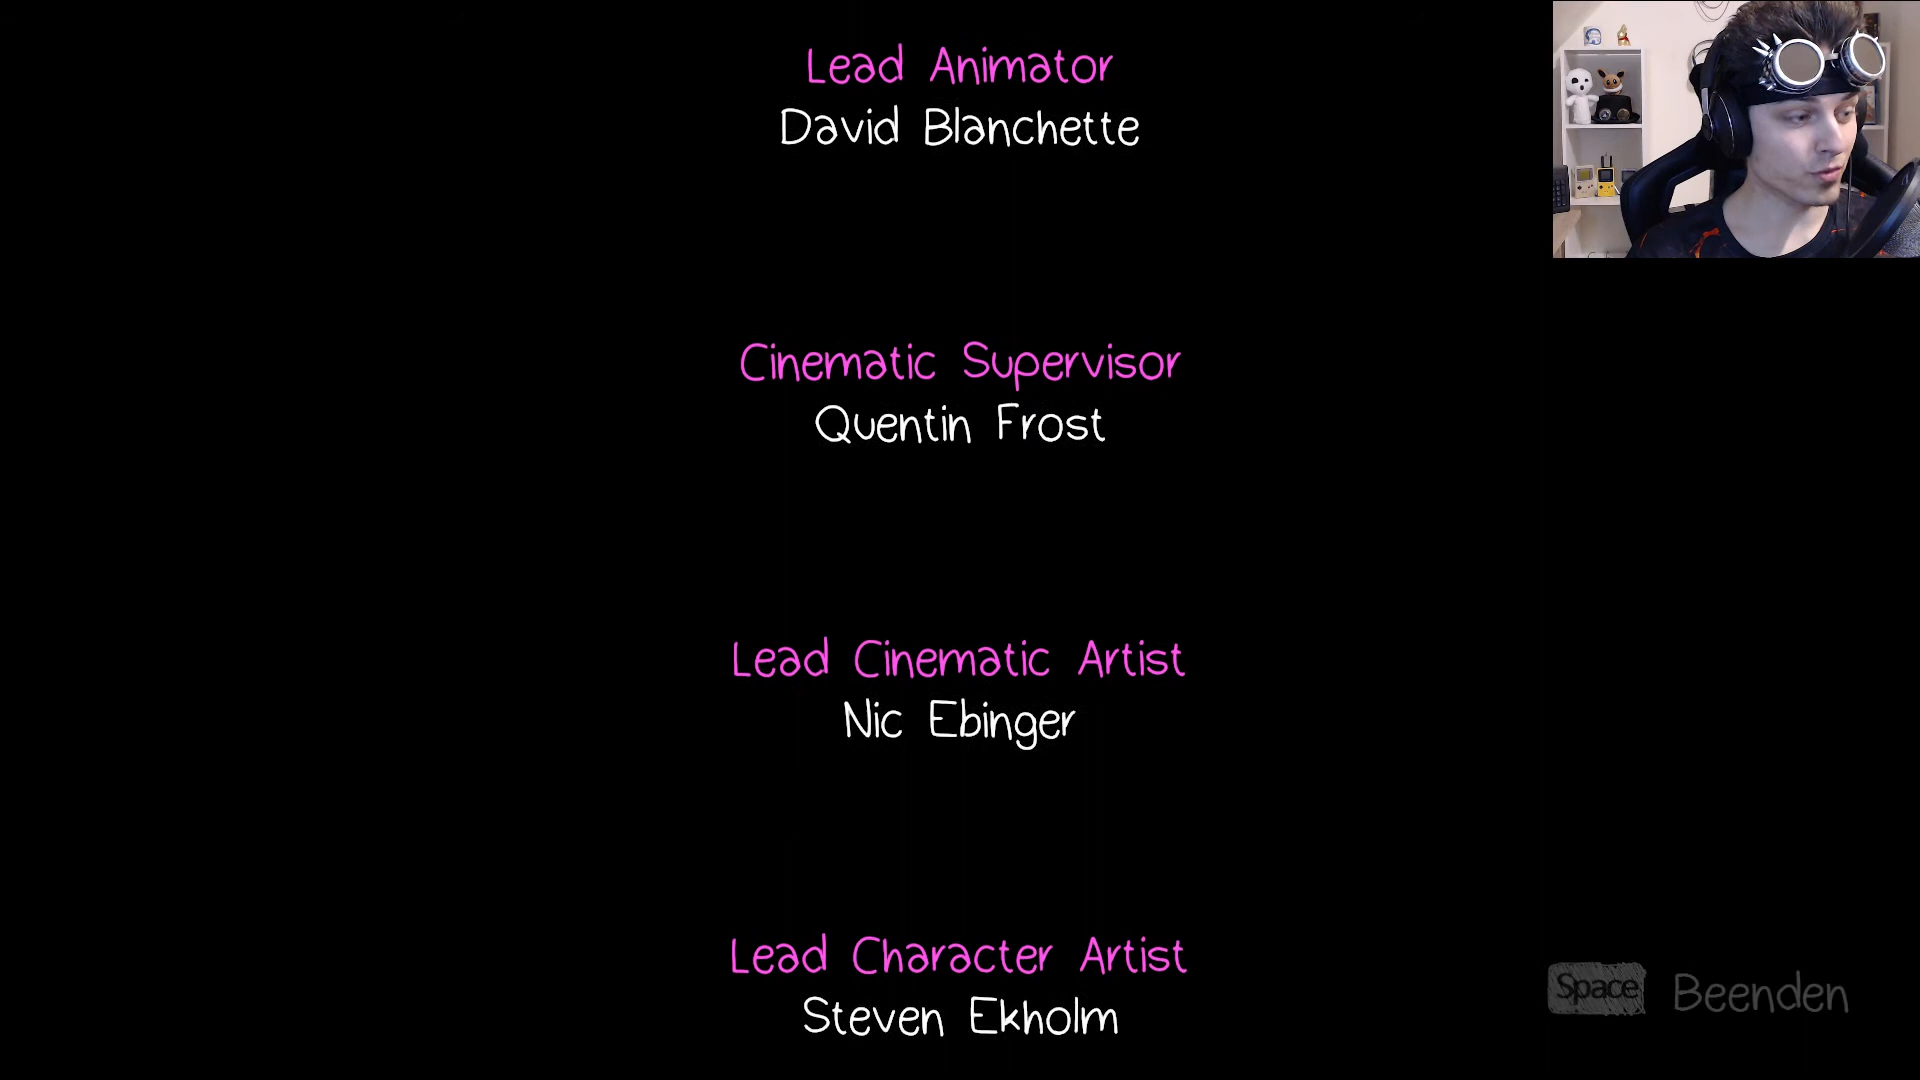 Lead Animator
David Blanchette
Cinematic Supervisor
Quentin Frost
Lead Cinematic Artist
Nic Ebinger
Lead Character Artist
Steven Ekholm
Space Beenden